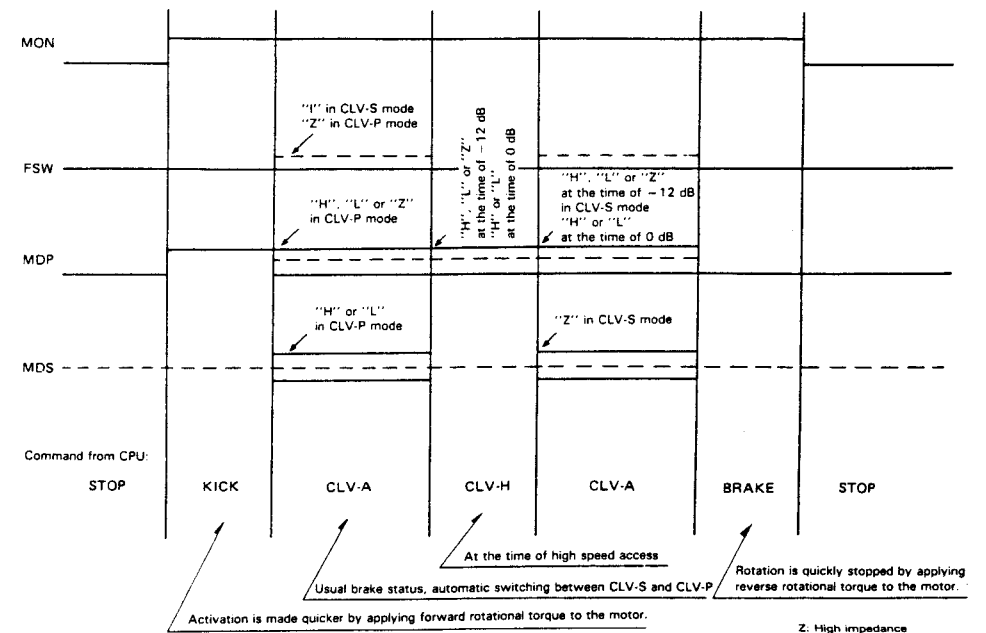 MON
"I" in CLV-S mode
"Z" in CLV-P mode
FSW
"H", "L" or "Z"
in CLV-P mode
"H", "L" or "Z"
at the time of −12 dB
"H" or "L"
at the time of 0 dB
"H", "L" or "Z"
at the time of −12 dB
in CLV-S mode
"H" or "L"
at the time of 0 dB
MDP
"H" or "L"
in CLV-P mode
"Z" in CLV-S mode
MDS
Command from CPU:
STOP KICK CLV-A CLV-H CLV-A BRAKE STOP
At the time of high speed access
Rotation is quickly stopped by applying
reverse rotational torque to the motor.
Usual brake status, automatic switching between CLV-S and CLV-P
Activation is made quicker by applying forward rotational torque to the motor.
Z: High impedance